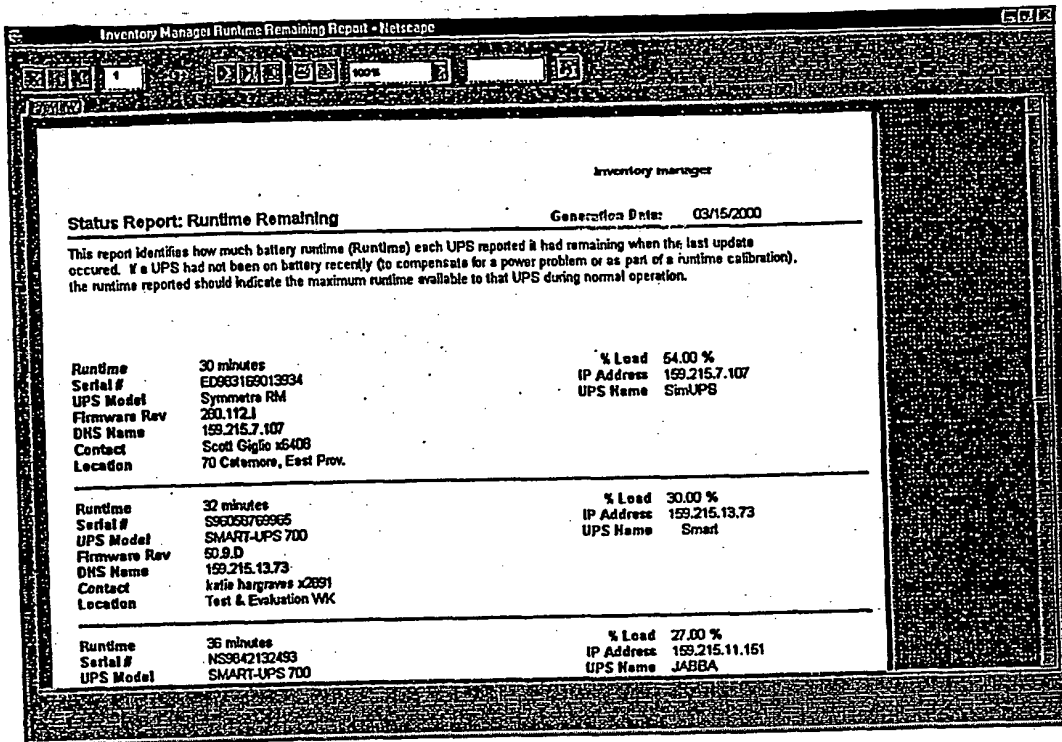 Inventory Manager Runtime Remaining Report - Netscape
1 100%
Inventory manager
Status Report: Runtime Remaining Generation Date: 03/15/2000
This report identifies how much battery runtime (Runtime) each UPS reported it had remaining when the last update
occured. If a UPS had not been on battery recently (to compensate for a power problem or as part of a runtime calibration),
the runtime reported should indicate the maximum runtime available to that UPS during normal operation.
Runtime 30 minutes % Load 54.00 %
Serial # ED983169013934 IP Address 159.215.7.107
UPS Model Symmetra RM UPS Name SimUPS
Firmware Rev 260.112.I
DNS Name 159.215.7.107
Contact Scott Giglio x6408
Location 70 Catamore, East Prov.
Runtime 32 minutes % Load 30.00 %
Serial # S96058769965 IP Address 159.215.13.73
UPS Model SMART-UPS 700 UPS Name Smart
Firmware Rev 50.9.D
DNS Name 159.215.13.73
Contact katie hargraves x2891
Location Test & Evaluation WK
Runtime 36 minutes % Load 27.00 %
Serial # NS9842132493 IP Address 159.215.11.151
UPS Model SMART-UPS 700 UPS Name JABBA